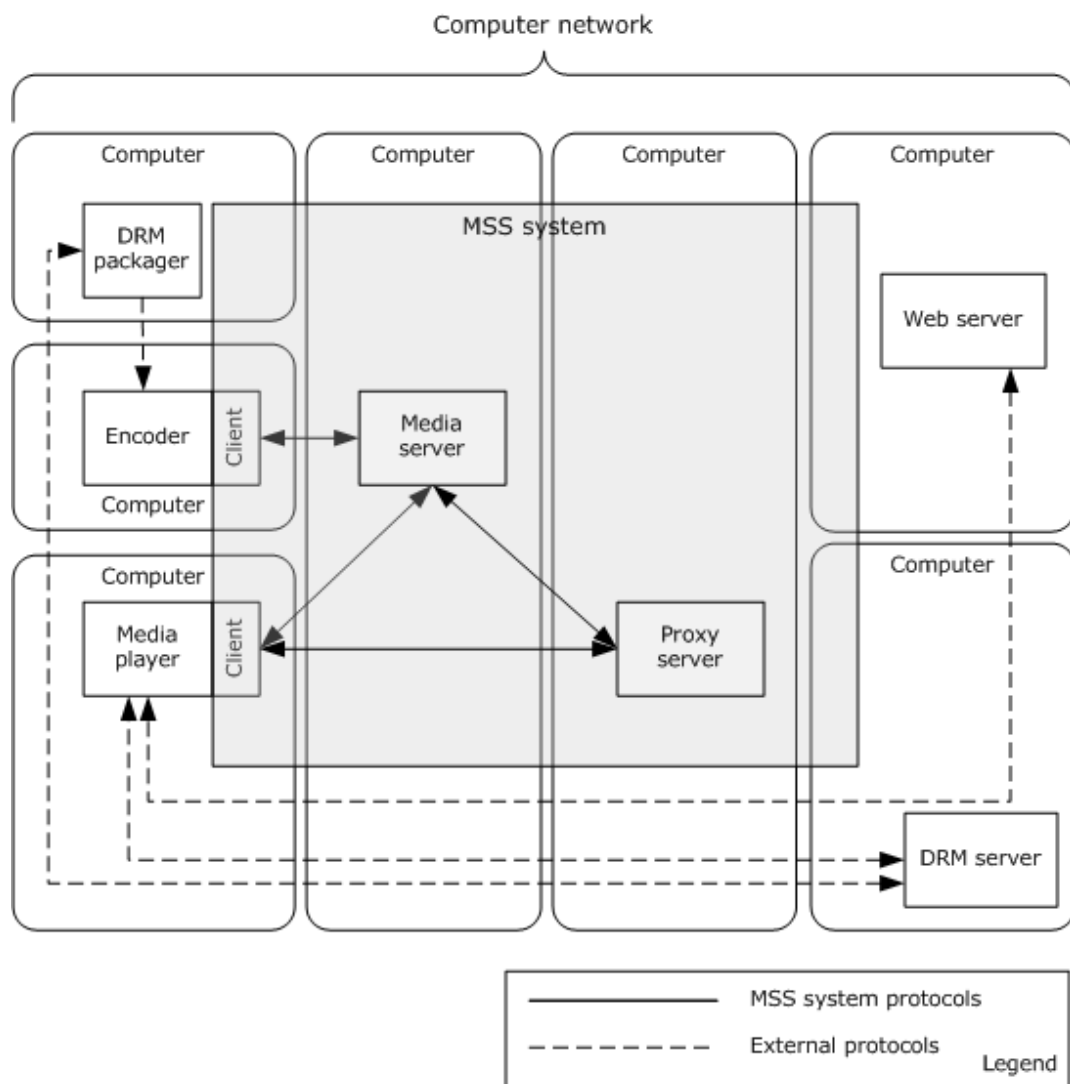 Computer network
Computer
Computer
Computer
Computer
MSS system
DRM
packager
Web server
Encoder
Client
Media
server
Computer
Computer
Computer
Media
player
Client
Proxy
server
DRM server
MSS system protocols
External protocols
Legend